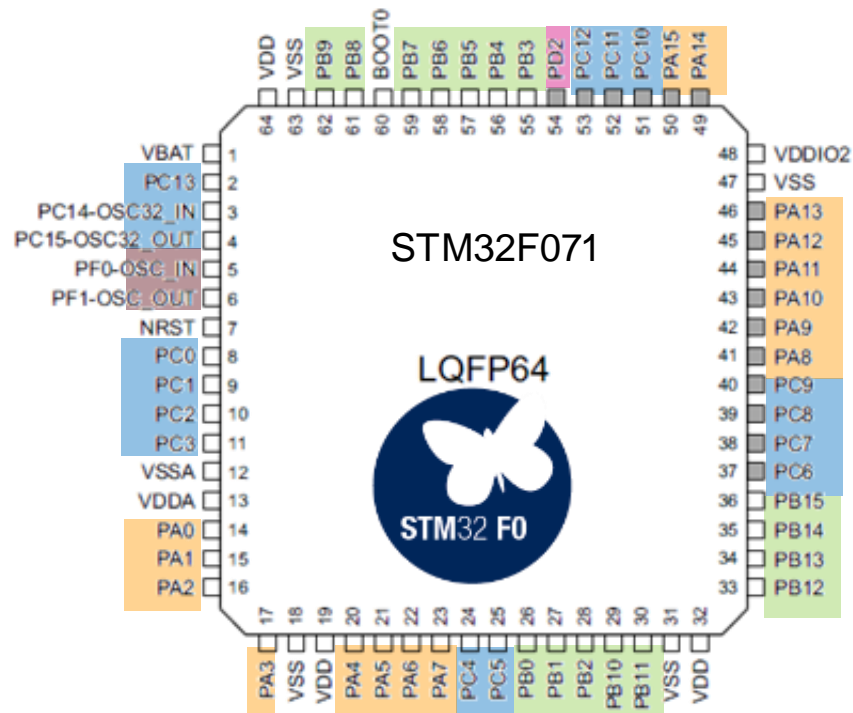 VDD
VSS
PB9
PB8
BOOT0
PB7
PB6
PB5
PB4
PB3
PD2
PC12
PC11
PC10
PA15
PA14
64
63
62
61
60
59
58
57
56
55
54
53
52
51
50
49
VBAT 1
PC13 2
PC14-OSC32_IN 3
PC15-OSC32_OUT 4
PF0-OSC_IN 5
PF1-OSC_OUT 6
NRST 7
PC0 8
PC1 9
PC2 10
PC3 11
VSSA 12
VDDA 13
PA0 14
PA1 15
PA2 16
STM32F071
LQFP64
STM32 F0
48 VDDIO2
47 VSS
46 PA13
45 PA12
44 PA11
43 PA10
42 PA9
41 PA8
40 PC9
39 PC8
38 PC7
37 PC6
36 PB15
35 PB14
34 PB13
33 PB12
17
18
19
20
21
22
23
24
25
26
27
28
29
30
31
32
PA3
VSS
VDD
PA4
PA5
PA6
PA7
PC4
PC5
PB0
PB1
PB2
PB10
PB11
VSS
VDD